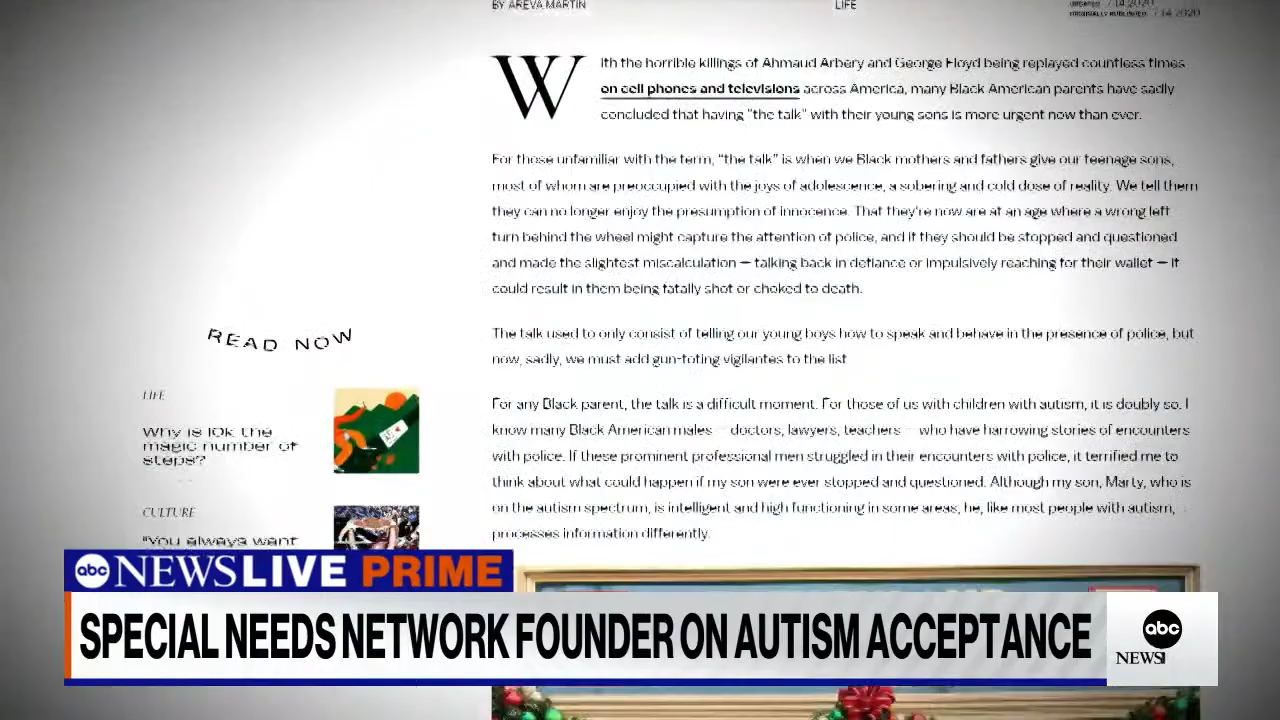 BY AREVA MARTIN
LIFE
UPDATED 7.14.2020
ORIGINALLY PUBLISHED 7.14.2020
With the horrible killings of Ahmaud Arbery and George Floyd being replayed countless times
on cell phones and televisions across America, many Black American parents have sadly
concluded that having "the talk" with their young sons is more urgent now than ever.
For those unfamiliar with the term, "the talk" is when we Black mothers and fathers give our teenage sons,
most of whom are preoccupied with the joys of adolescence, a sobering and cold dose of reality. We tell them
they can no longer enjoy the presumption of innocence. That they're now are at an age where a wrong left
turn behind the wheel might capture the attention of police, and if they should be stopped and questioned
and made the slightest miscalculation — talking back in defiance or impulsively reaching for their wallet — it
could result in them being fatally shot or choked to death.
The talk used to only consist of telling our young boys how to speak and behave in the presence of police, but
now, sadly, we must add gun-toting vigilantes to the list
For any Black parent, the talk is a difficult moment. For those of us with children with autism, it is doubly so. I
know many Black American males — doctors, lawyers, teachers — who have harrowing stories of encounters
with police. If these prominent professional men struggled in their encounters with police, it terrified me to
think about what could happen if my son were ever stopped and questioned. Although my son, Marty, who is
on the autism spectrum, is intelligent and high functioning in some areas, he, like most people with autism,
processes information differently.
READ NOW
LIFE
Why is 10k the
magic number of
steps?
CULTURE
"You always want
abc NEWS LIVE PRIME
SPECIAL NEEDS NETWORK FOUNDER ON AUTISM ACCEPTANCE
abc
NEWS